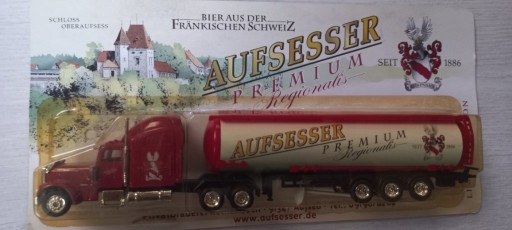 SCHLOSS
OBERAUFSESS
BIER AUS DER
FRÄNKISCHEN SCHWEIZ
AUFSESSER
PREMIUM
Regionalis
SEIT 1886
AUFSESSER
PREMIUM
Regionalis
www.aufsesser.de